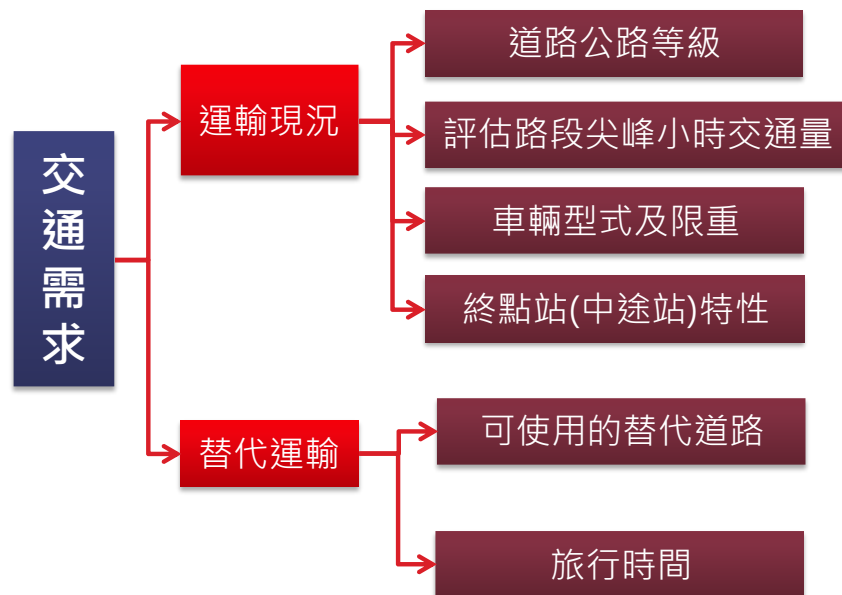 交通需求
運輸現況
道路公路等級
評估路段尖峰小時交通量
車輛型式及限重
終點站(中途站)特性
替代運輸
可使用的替代道路
旅行時間